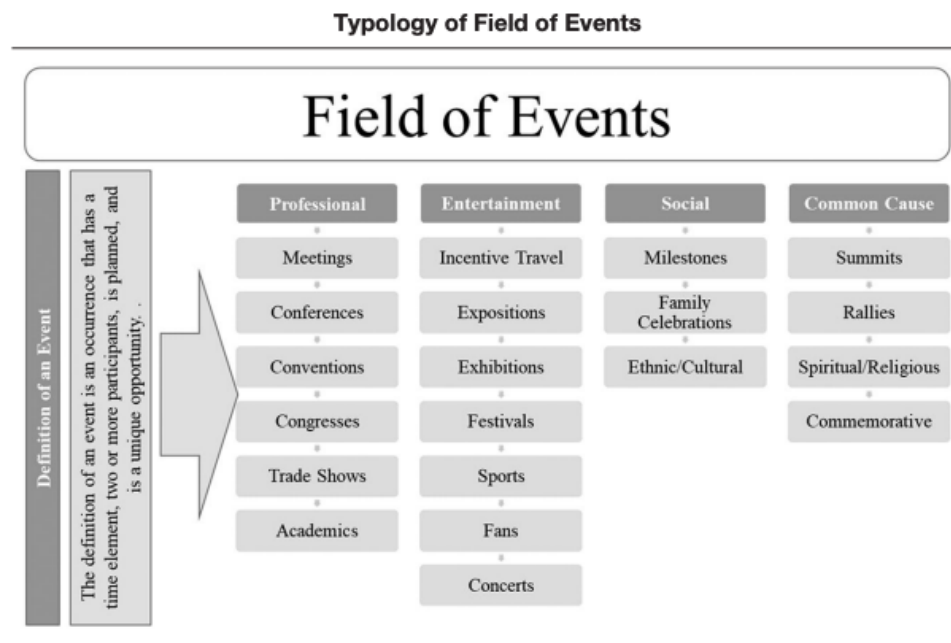 Typology of Field of Events
Field of Events
Definition of an Event
The definition of an event is an occurrence that has a
time element, two or more participants, is planned, and
is a unique opportunity. .
Professional
Meetings
Conferences
Conventions
Congresses
Trade Shows
Academics
Entertainment
Incentive Travel
Expositions
Exhibitions
Festivals
Sports
Fans
Concerts
Social
Milestones
Family
Celebrations
Ethnic/Cultural
Common Cause
Summits
Rallies
Spiritual/Religious
Commemorative